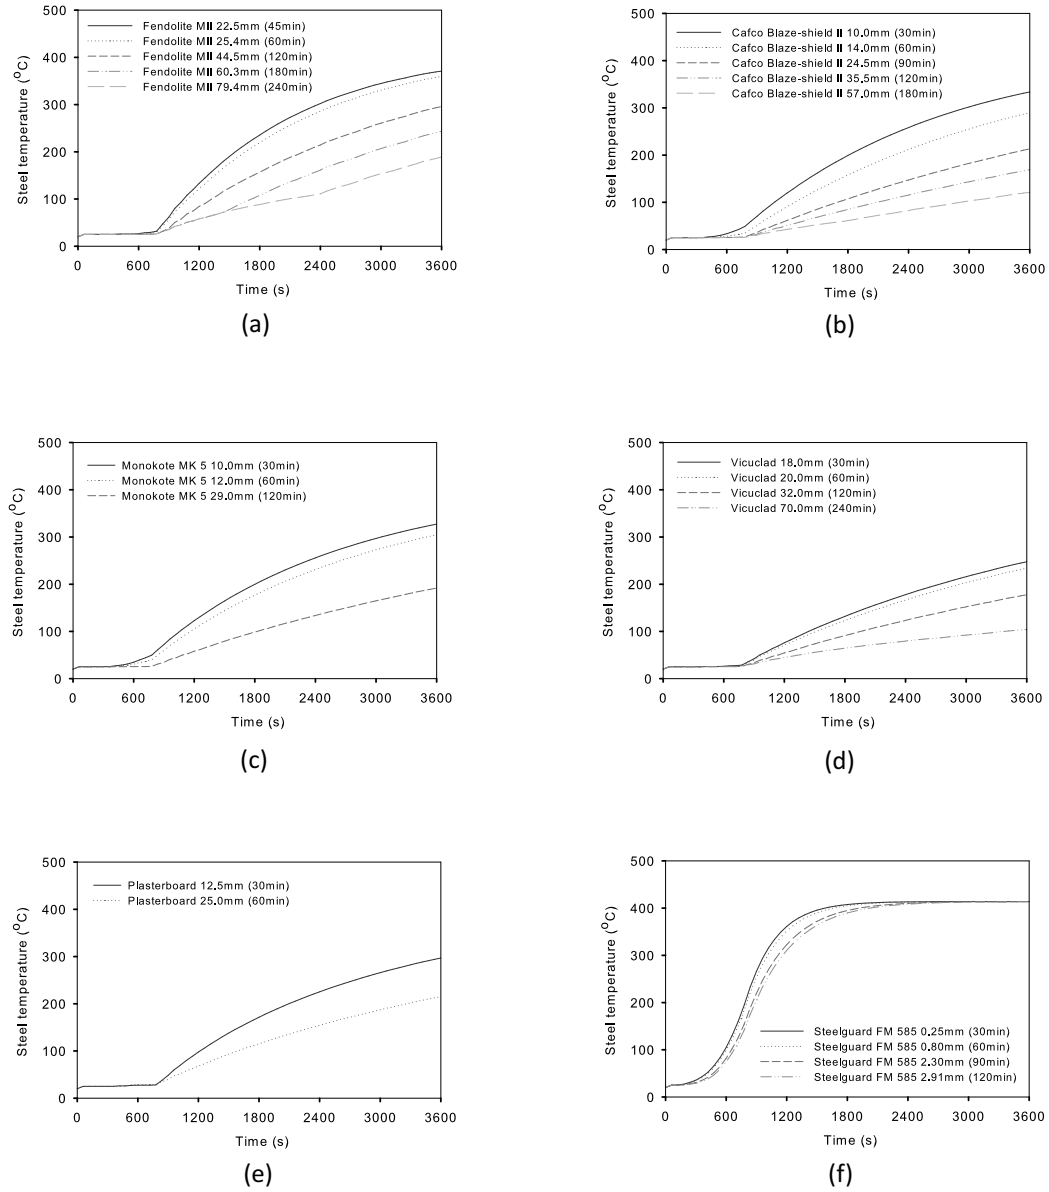 500
400
300
200
100
0
Steel temperature (°C)
Fendolite MII 22.5mm (45min)
Fendolite MII 25.4mm (60min)
Fendolite MII 44.5mm (120min)
Fendolite MII 60.3mm (180min)
Fendolite MII 79.4mm (240min)
0 600 1200 1800 2400 3000 3600
Time (s)
(a)
500
400
300
200
100
0
Steel temperature (°C)
Cafco Blaze-shield II 10.0mm (30min)
Cafco Blaze-shield II 14.0mm (60min)
Cafco Blaze-shield II 24.5mm (90min)
Cafco Blaze-shield II 35.5mm (120min)
Cafco Blaze-shield II 57.0mm (180min)
0 600 1200 1800 2400 3000 3600
Time (s)
(b)
500
400
300
200
100
0
Steel temperature (°C)
Monokote MK 5 10.0mm (30min)
Monokote MK 5 12.0mm (60min)
Monokote MK 5 29.0mm (120min)
0 600 1200 1800 2400 3000 3600
Time (s)
(c)
500
400
300
200
100
0
Steel temperature (°C)
Vicuclad 18.0mm (30min)
Vicuclad 20.0mm (60min)
Vicuclad 32.0mm (120min)
Vicuclad 70.0mm (240min)
0 600 1200 1800 2400 3000 3600
Time (s)
(d)
500
400
300
200
100
0
Steel temperature (°C)
Plasterboard 12.5mm (30min)
Plasterboard 25.0mm (60min)
0 600 1200 1800 2400 3000 3600
Time (s)
(e)
500
400
300
200
100
0
Steel temperature (°C)
Steelguard FM 585 0.25mm (30min)
Steelguard FM 585 0.80mm (60min)
Steelguard FM 585 2.30mm (90min)
Steelguard FM 585 2.91mm (120min)
0 600 1200 1800 2400 3000 3600
Time (s)
(f)